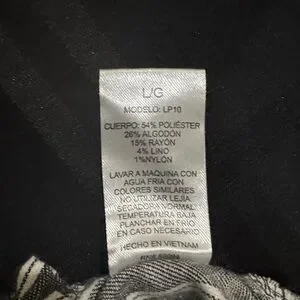 L/G
MODELO: LP10
CUERPO: 54% POLIÉSTER
26% ALGODÓN
15% RAYÓN
4% LINO
1%NYLON
LAVAR A MAQUINA CON
AGUA FRIA CON
COLORES SIMILARES
NO UTILIZAR LEJÍA
SECADORA NORMAL,
TEMPERATURA BAJA
PLANCHAR EN FRIO
EN CASO NECESARIO
HECHO EN VIETNAM